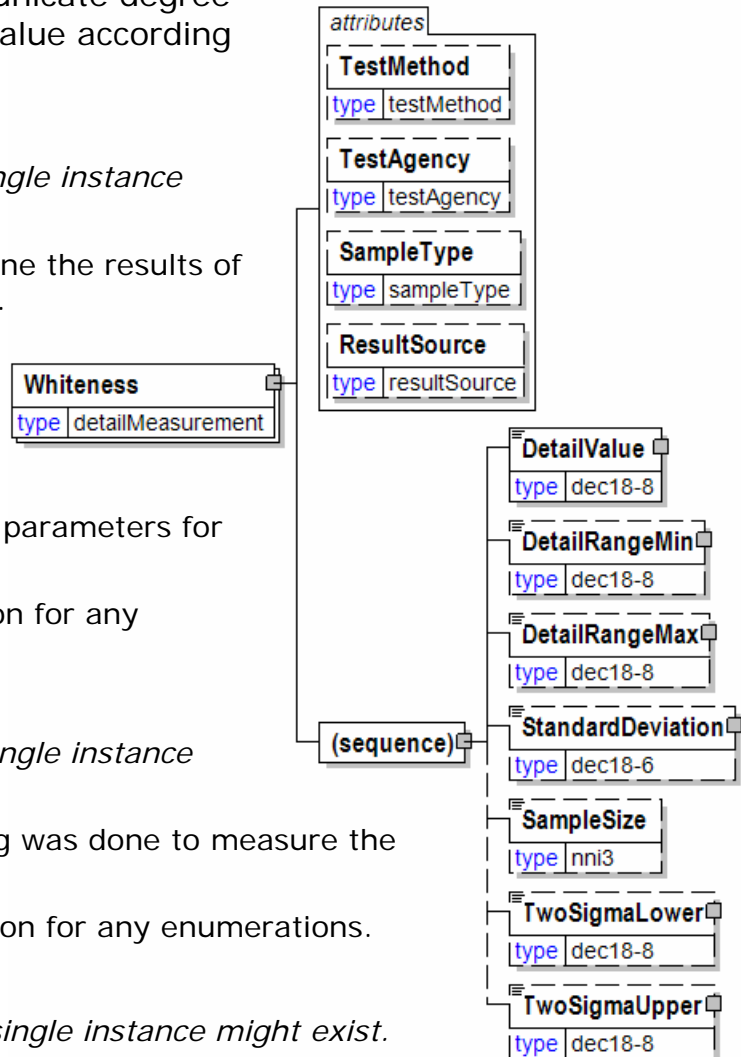 unicate degree
alue according
ngle instance
ne the results of
.
parameters for
on for any
ngle instance
g was done to measure the
on for any enumerations.
single instance might exist.
attributes
TestMethod
type testMethod
TestAgency
type testAgency
SampleType
type sampleType
ResultSource
type resultSource
Whiteness
type detailMeasurement
(sequence)
DetailValue
type dec18-8
DetailRangeMin
type dec18-8
DetailRangeMax
type dec18-8
StandardDeviation
type dec18-6
SampleSize
type nni3
TwoSigmaLower
type dec18-8
TwoSigmaUpper
type dec18-8